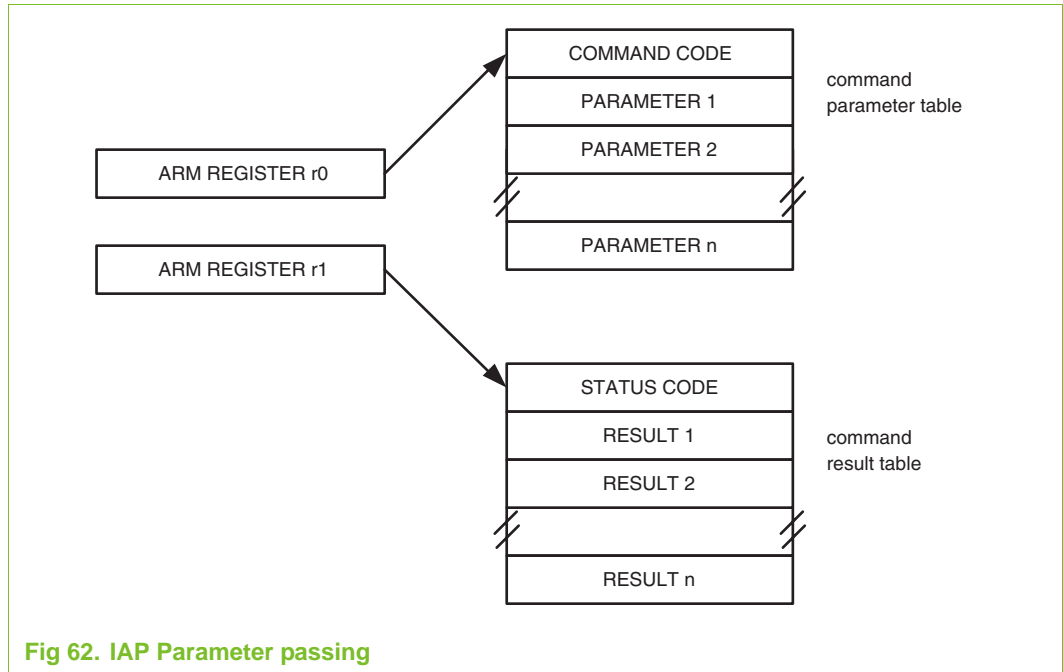 COMMAND CODE
PARAMETER 1
PARAMETER 2
PARAMETER n
command
parameter table
ARM REGISTER r0
ARM REGISTER r1
STATUS CODE
RESULT 1
RESULT 2
RESULT n
command
result table
Fig 62. IAP Parameter passing